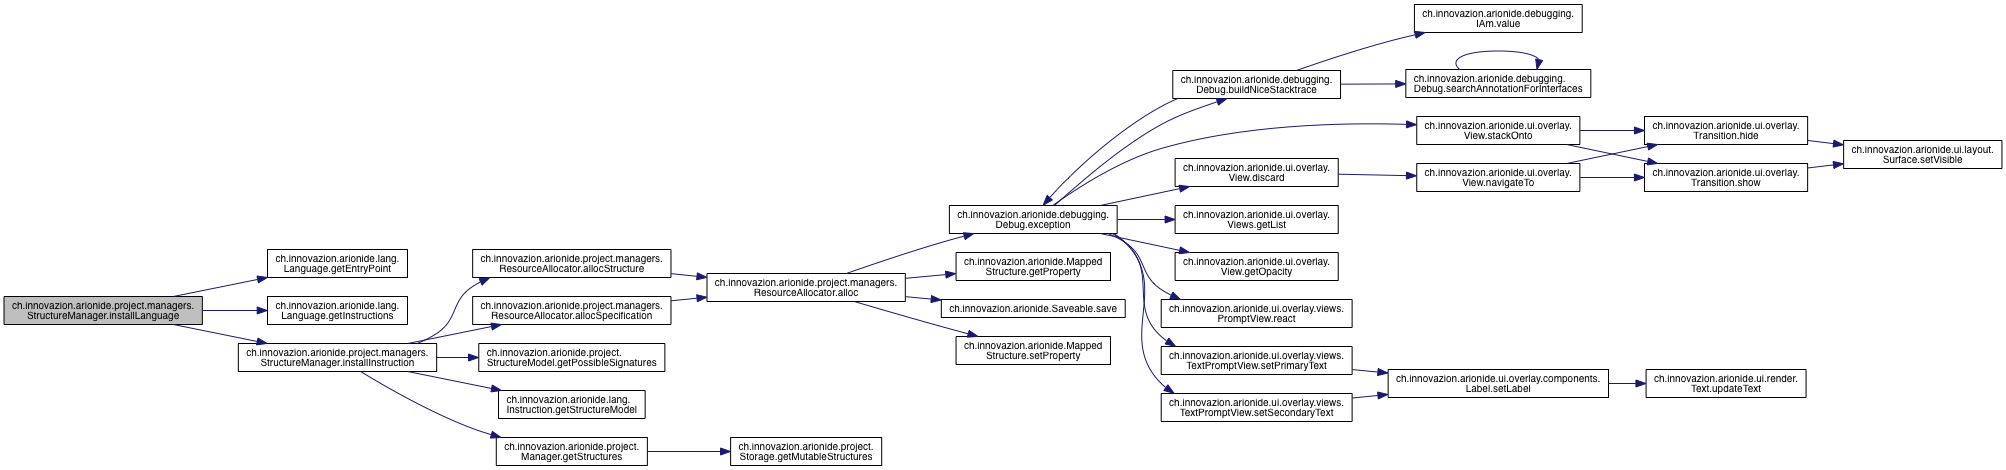 ch.innovazion.arionide.project.managers.
StructureManager.installLanguage
ch.innovazion.arionide.lang.
Language.getEntryPoint
ch.innovazion.arionide.lang.
Language.getInstructions
ch.innovazion.arionide.project.managers.
StructureManager.installInstruction
ch.innovazion.arionide.project.managers.
ResourceAllocator.allocStructure
ch.innovazion.arionide.project.managers.
ResourceAllocator.allocSpecification
ch.innovazion.arionide.project.
StructureModel.getPossibleSignatures
ch.innovazion.arionide.lang.
Instruction.getStructureModel
ch.innovazion.arionide.project.
Manager.getStructures
ch.innovazion.arionide.project.managers.
ResourceAllocator.alloc
ch.innovazion.arionide.project.
Storage.getMutableStructures
ch.innovazion.arionide.debugging.
Debug.exception
ch.innovazion.arionide.Mapped
Structure.getProperty
ch.innovazion.arionide.Saveable.save
ch.innovazion.arionide.Mapped
Structure.setProperty
ch.innovazion.arionide.debugging.
Debug.buildNiceStacktrace
ch.innovazion.arionide.ui.overlay.
View.discard
ch.innovazion.arionide.ui.overlay.
Views.getList
ch.innovazion.arionide.ui.overlay.
View.getOpacity
ch.innovazion.arionide.ui.overlay.views.
PromptView.react
ch.innovazion.arionide.ui.overlay.views.
TextPromptView.setPrimaryText
ch.innovazion.arionide.ui.overlay.views.
TextPromptView.setSecondaryText
ch.innovazion.arionide.debugging.
IAm.value
ch.innovazion.arionide.debugging.
Debug.searchAnnotationForInterfaces
ch.innovazion.arionide.ui.overlay.
View.stackOnto
ch.innovazion.arionide.ui.overlay.
View.navigateTo
ch.innovazion.arionide.ui.overlay.components.
Label.setLabel
ch.innovazion.arionide.ui.overlay.
Transition.hide
ch.innovazion.arionide.ui.overlay.
Transition.show
ch.innovazion.arionide.ui.render.
Text.updateText
ch.innovazion.arionide.ui.layout.
Surface.setVisible